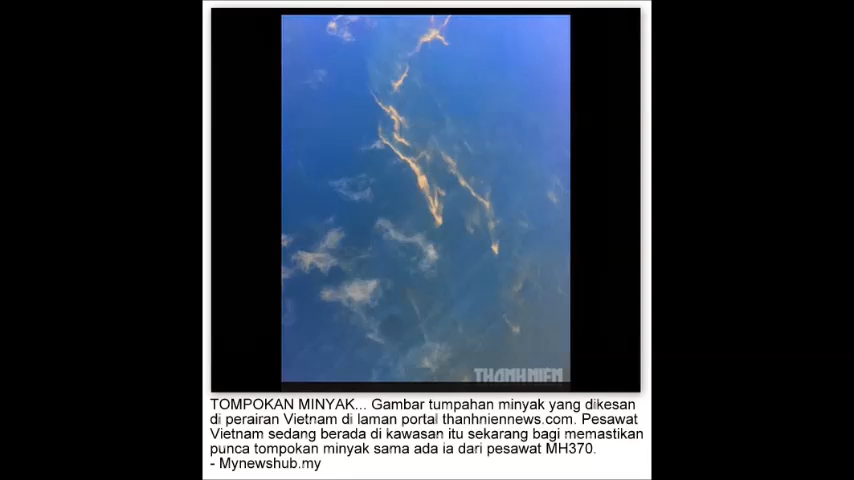 THANHNIEN
TOMPOKAN MINYAK... Gambar tumpahan minyak yang dikesan
di perairan Vietnam di laman portal thanhniennews.com. Pesawat
Vietnam sedang berada di kawasan itu sekarang bagi memastikan
punca tompokan minyak sama ada ia dari pesawat MH370.
- Mynewshub.my